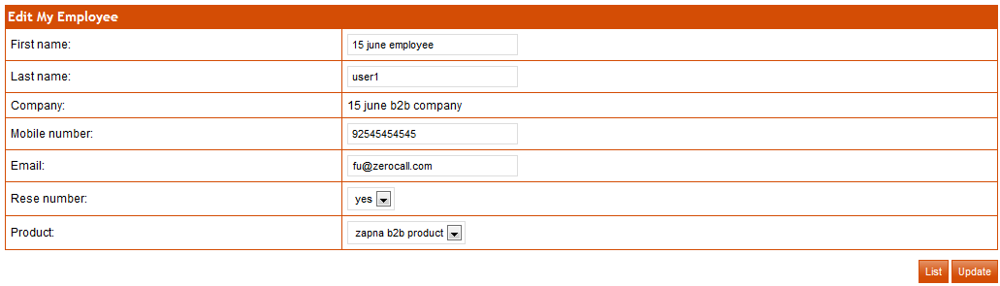 Edit My Employee
First name: 15 june employee
Last name: user1
Company: 15 june b2b company
Mobile number: 92545454545
Email: fu@zerocall.com
Rese number: yes
Product: zapna b2b product
List Update